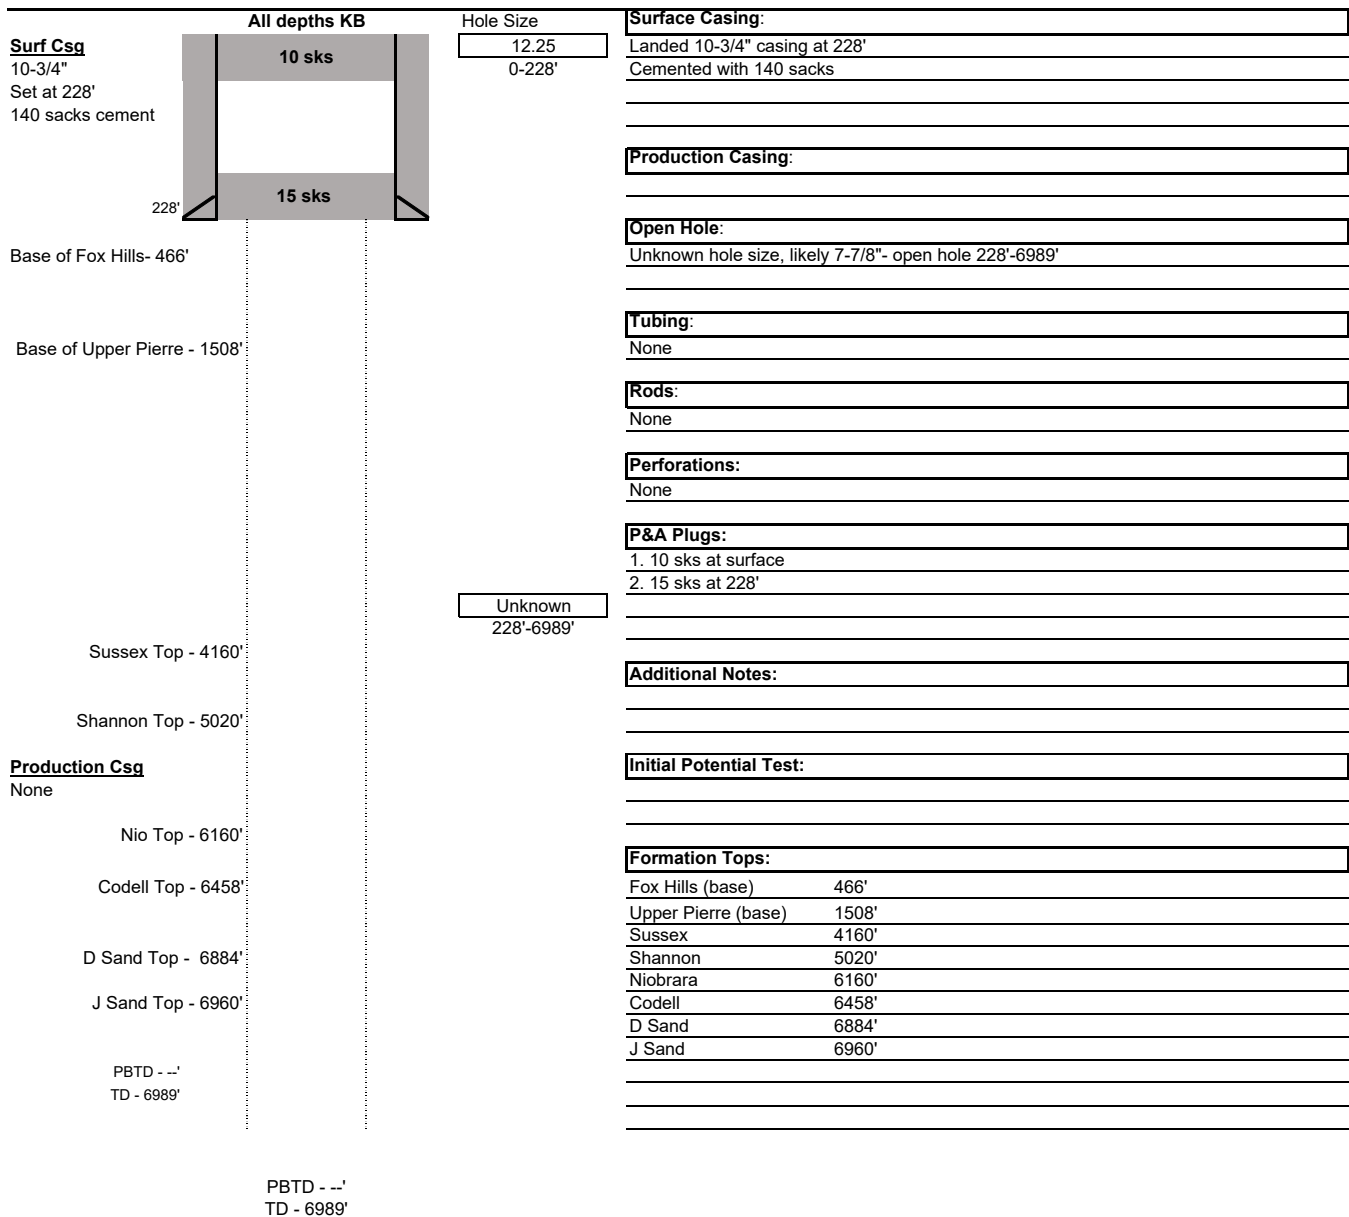 All depths KB
Hole Size
Surface Casing:
Surf Csg
10 sks
12.25
Landed 10-3/4" casing at 228'
10-3/4"
0-228'
Cemented with 140 sacks
Set at 228'
140 sacks cement
Production Casing:
15 sks
228'
Open Hole:
Base of Fox Hills- 466'
Unknown hole size, likely 7-7/8"- open hole 228'-6989'
Tubing:
Base of Upper Pierre - 1508'
None
Rods:
None
Perforations:
None
P&A Plugs:
1. 10 sks at surface
2. 15 sks at 228'
Unknown
228'-6989'
Sussex Top - 4160'
Additional Notes:
Shannon Top - 5020'
Production Csg
Initial Potential Test:
None
Nio Top - 6160'
Formation Tops:
Codell Top - 6458'
Fox Hills (base) 466'
Upper Pierre (base) 1508'
Sussex 4160'
D Sand Top -  6884'
Shannon 5020'
Niobrara 6160'
J Sand Top - 6960'
Codell 6458'
D Sand 6884'
J Sand 6960'
PBTD - --'
TD - 6989'
PBTD - --'
TD - 6989'